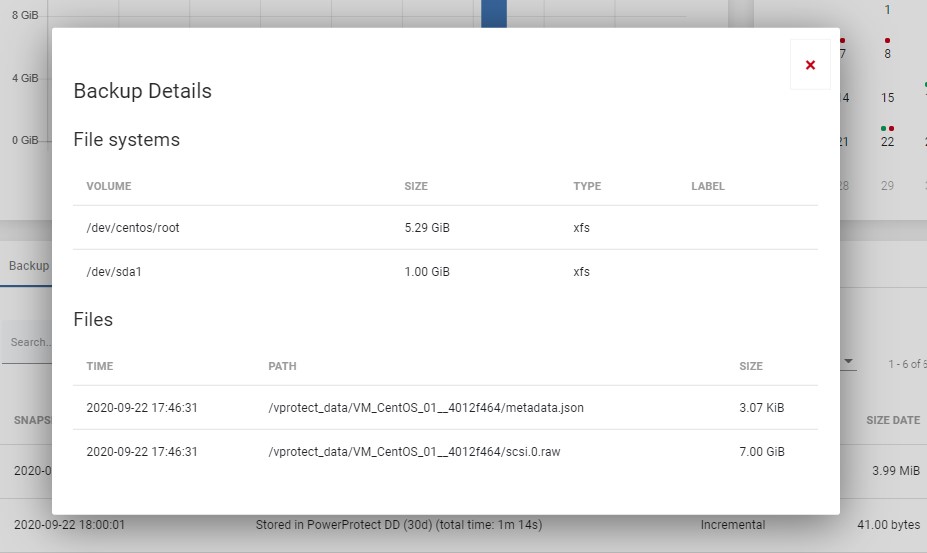 8 GiB
1
Backup Details
7 8
4 GiB
14 15
File systems
0 GiB
21 22
VOLUME SIZE TYPE LABEL
28 29
/dev/centos/root 5.29 GiB xfs
Backup
/dev/sda1 1.00 GiB xfs
Files
Search...
TIME PATH SIZE
1 - 6 of 6
2020-09-22 17:46:31 /vprotect_data/VM_CentOS_01__4012f464/metadata.json 3.07 KiB
SNAPS SIZE DATE
2020-09-22 17:46:31 /vprotect_data/VM_CentOS_01__4012f464/scsi.0.raw 7.00 GiB
2020-0 3.99 MiB
2020-09-22 18:00:01 Stored in PowerProtect DD (30d) (total time: 1m 14s) Incremental 41.00 bytes